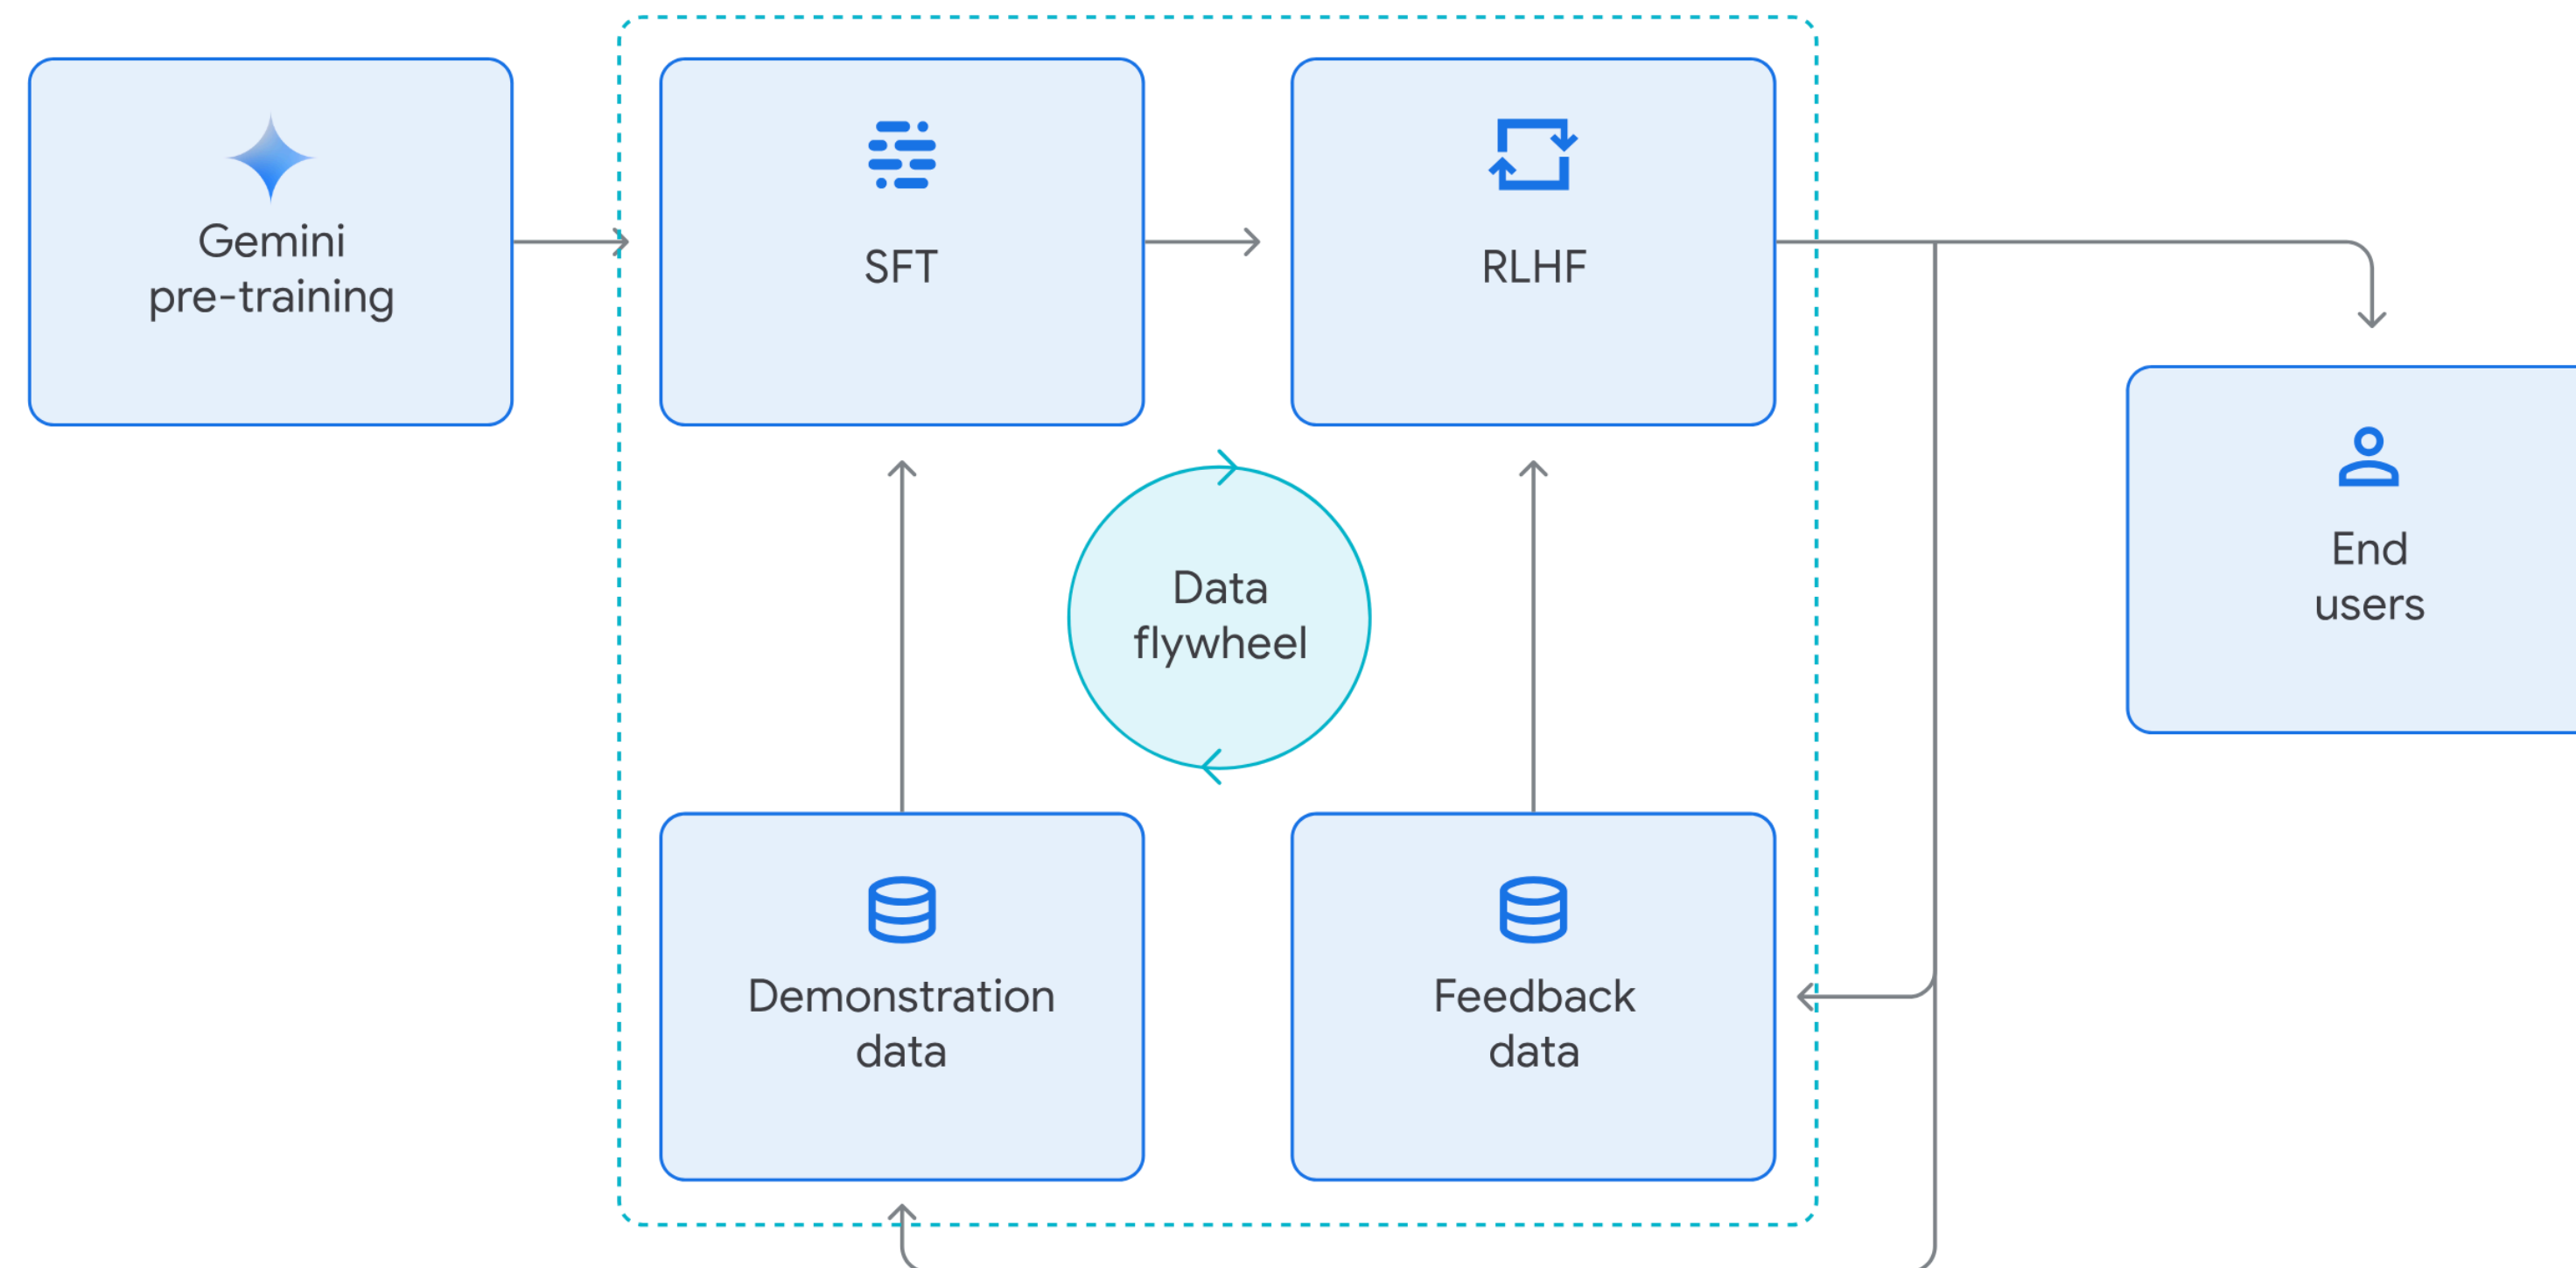 Gemini
pre-training
SFT
RLHF
End
users
Data
flywheel
Demonstration
data
Feedback
data